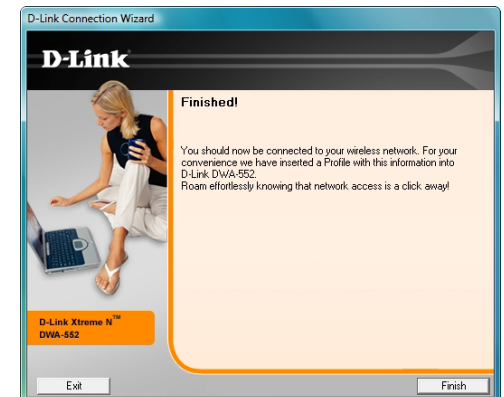 D-Link Connection Wizard
D-Link
Finished!
You should now be connected to your wireless network. For your
convenience we have inserted a Profile with this information into
D-Link DWA-552.
Roam effortlessly knowing that network access is a click away!
D-Link Xtreme N™
DWA-552
Exit
Finish